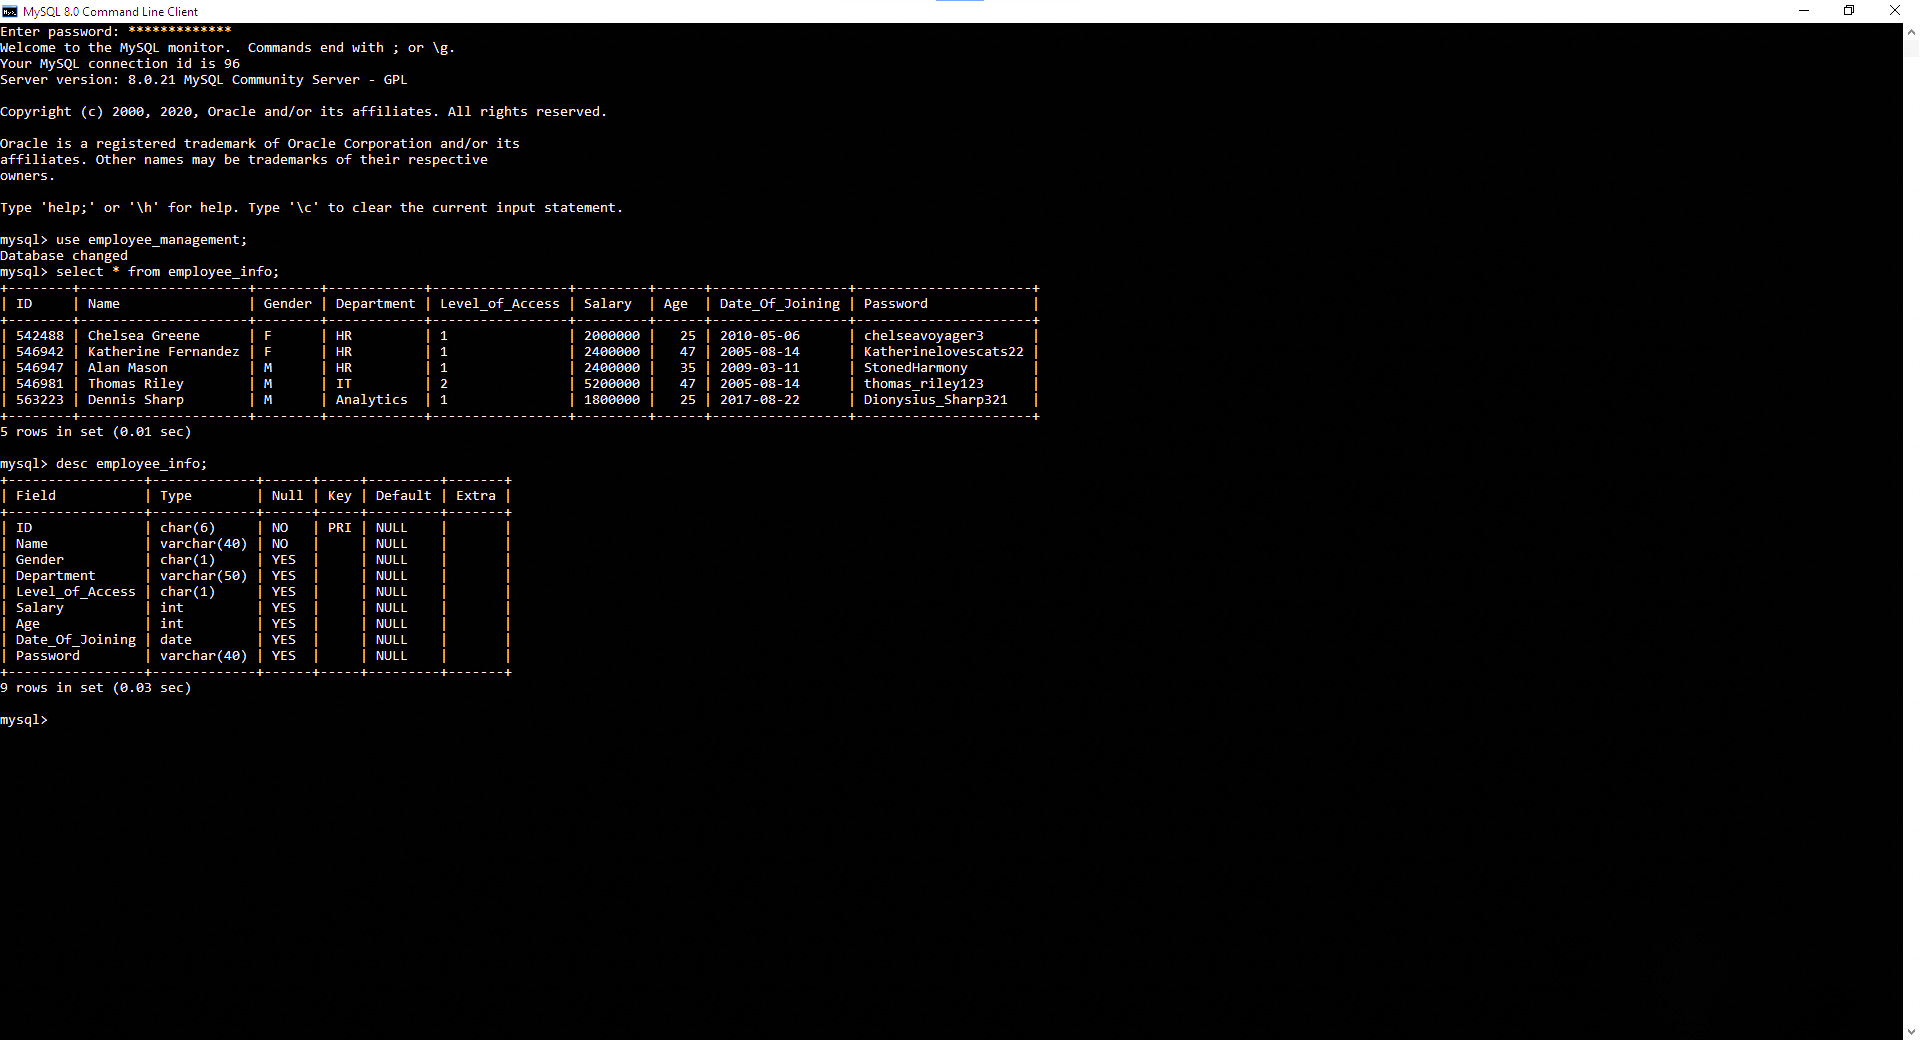 MySQL 8.0 Command Line Client
Enter password: *************
Welcome to the MySQL monitor.  Commands end with ; or \g.
Your MySQL connection id is 96
Server version: 8.0.21 MySQL Community Server - GPL

Copyright (c) 2000, 2020, Oracle and/or its affiliates. All rights reserved.

Oracle is a registered trademark of Oracle Corporation and/or its
affiliates. Other names may be trademarks of their respective
owners.

Type 'help;' or '\h' for help. Type '\c' to clear the current input statement.

mysql> use employee_management;
Database changed
mysql> select * from employee_info;
+--------+---------------------+--------+------------+-----------------+---------+------+-----------------+----------------------+
| ID     | Name                | Gender | Department | Level_of_Access | Salary  | Age  | Date_Of_Joining | Password             |
+--------+---------------------+--------+------------+-----------------+---------+------+-----------------+----------------------+
| 542488 | Chelsea Greene      | F      | HR         | 1               | 2000000 |   25 | 2010-05-06      | chelseavoyager3      |
| 546942 | Katherine Fernandez | F      | HR         | 1               | 2400000 |   47 | 2005-08-14      | Katherinelovescats22 |
| 546947 | Alan Mason          | M      | HR         | 1               | 2400000 |   35 | 2009-03-11      | StonedHarmony        |
| 546981 | Thomas Riley        | M      | IT         | 2               | 5200000 |   47 | 2005-08-14      | thomas_riley123      |
| 563223 | Dennis Sharp        | M      | Analytics  | 1               | 1800000 |   25 | 2017-08-22      | Dionysius_Sharp321   |
+--------+---------------------+--------+------------+-----------------+---------+------+-----------------+----------------------+
5 rows in set (0.01 sec)

mysql> desc employee_info;
+-----------------+-------------+------+-----+---------+-------+
| Field           | Type        | Null | Key | Default | Extra |
+-----------------+-------------+------+-----+---------+-------+
| ID              | char(6)     | NO   | PRI | NULL    |       |
| Name            | varchar(40) | NO   |     | NULL    |       |
| Gender          | char(1)     | YES  |     | NULL    |       |
| Department      | varchar(50) | YES  |     | NULL    |       |
| Level_of_Access | char(1)     | YES  |     | NULL    |       |
| Salary          | int         | YES  |     | NULL    |       |
| Age             | int         | YES  |     | NULL    |       |
| Date_Of_Joining | date        | YES  |     | NULL    |       |
| Password        | varchar(40) | YES  |     | NULL    |       |
+-----------------+-------------+------+-----+---------+-------+
9 rows in set (0.03 sec)

mysql>